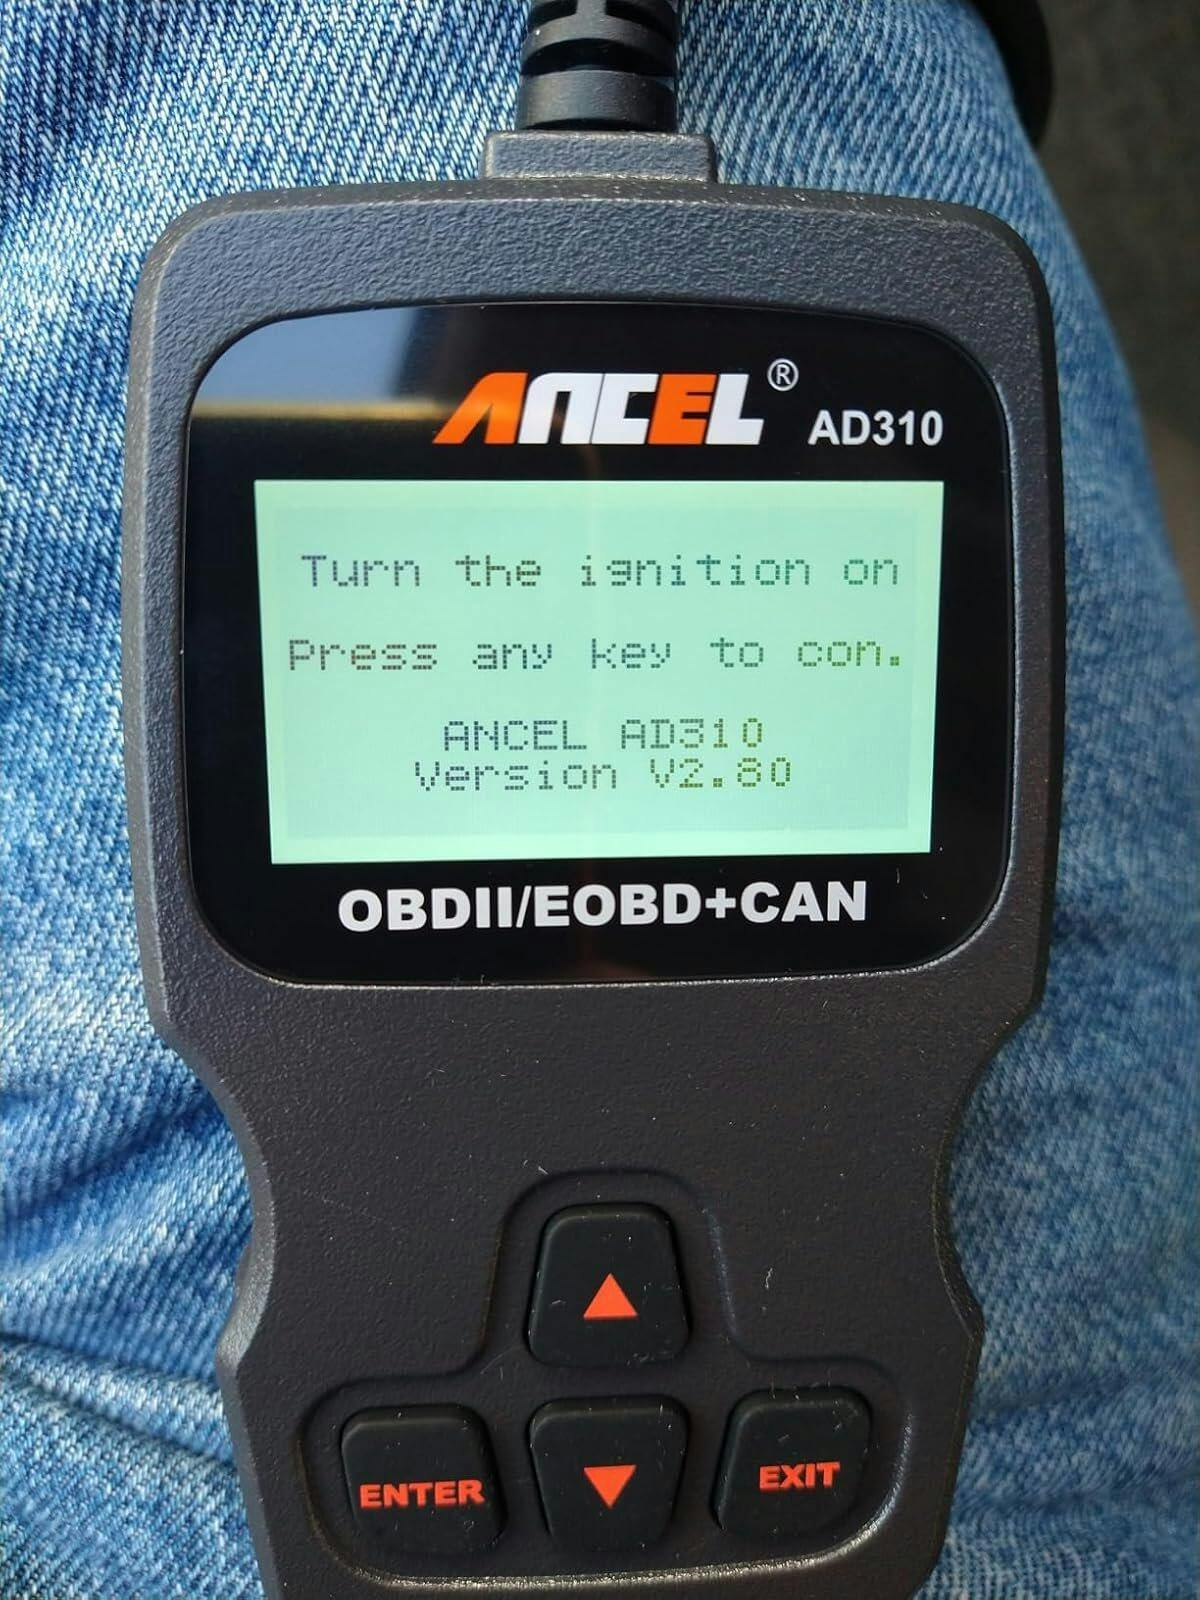 ANCEL® AD310
Turn the ignition on
Press any key to con.
ANCEL AD310
Version V2.80
OBDII/EOBD+CAN
ENTER
EXIT